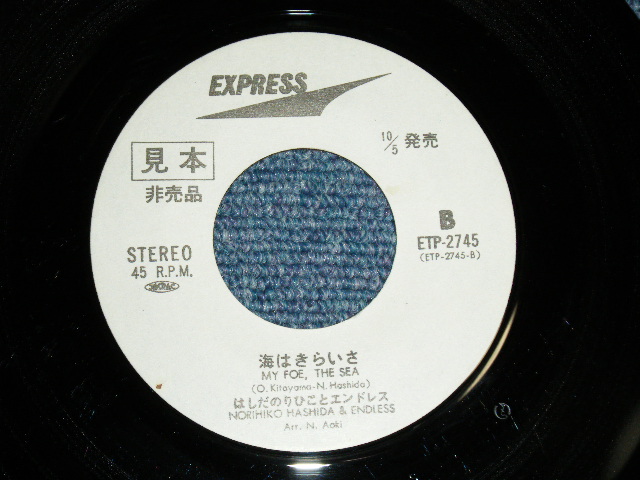 EXPRESS
10/5 発売
見本
非売品
B
ETP-2745
(ETP-2745-B)
STEREO
45 R.P.M.
海はきらいさ
MY FOE, THE SEA
(O. Kitayama-N. Hashida)
はしだのりひことエンドレス
NORIHIKO HASHIDA & ENDLESS
Arr. N. Aoki